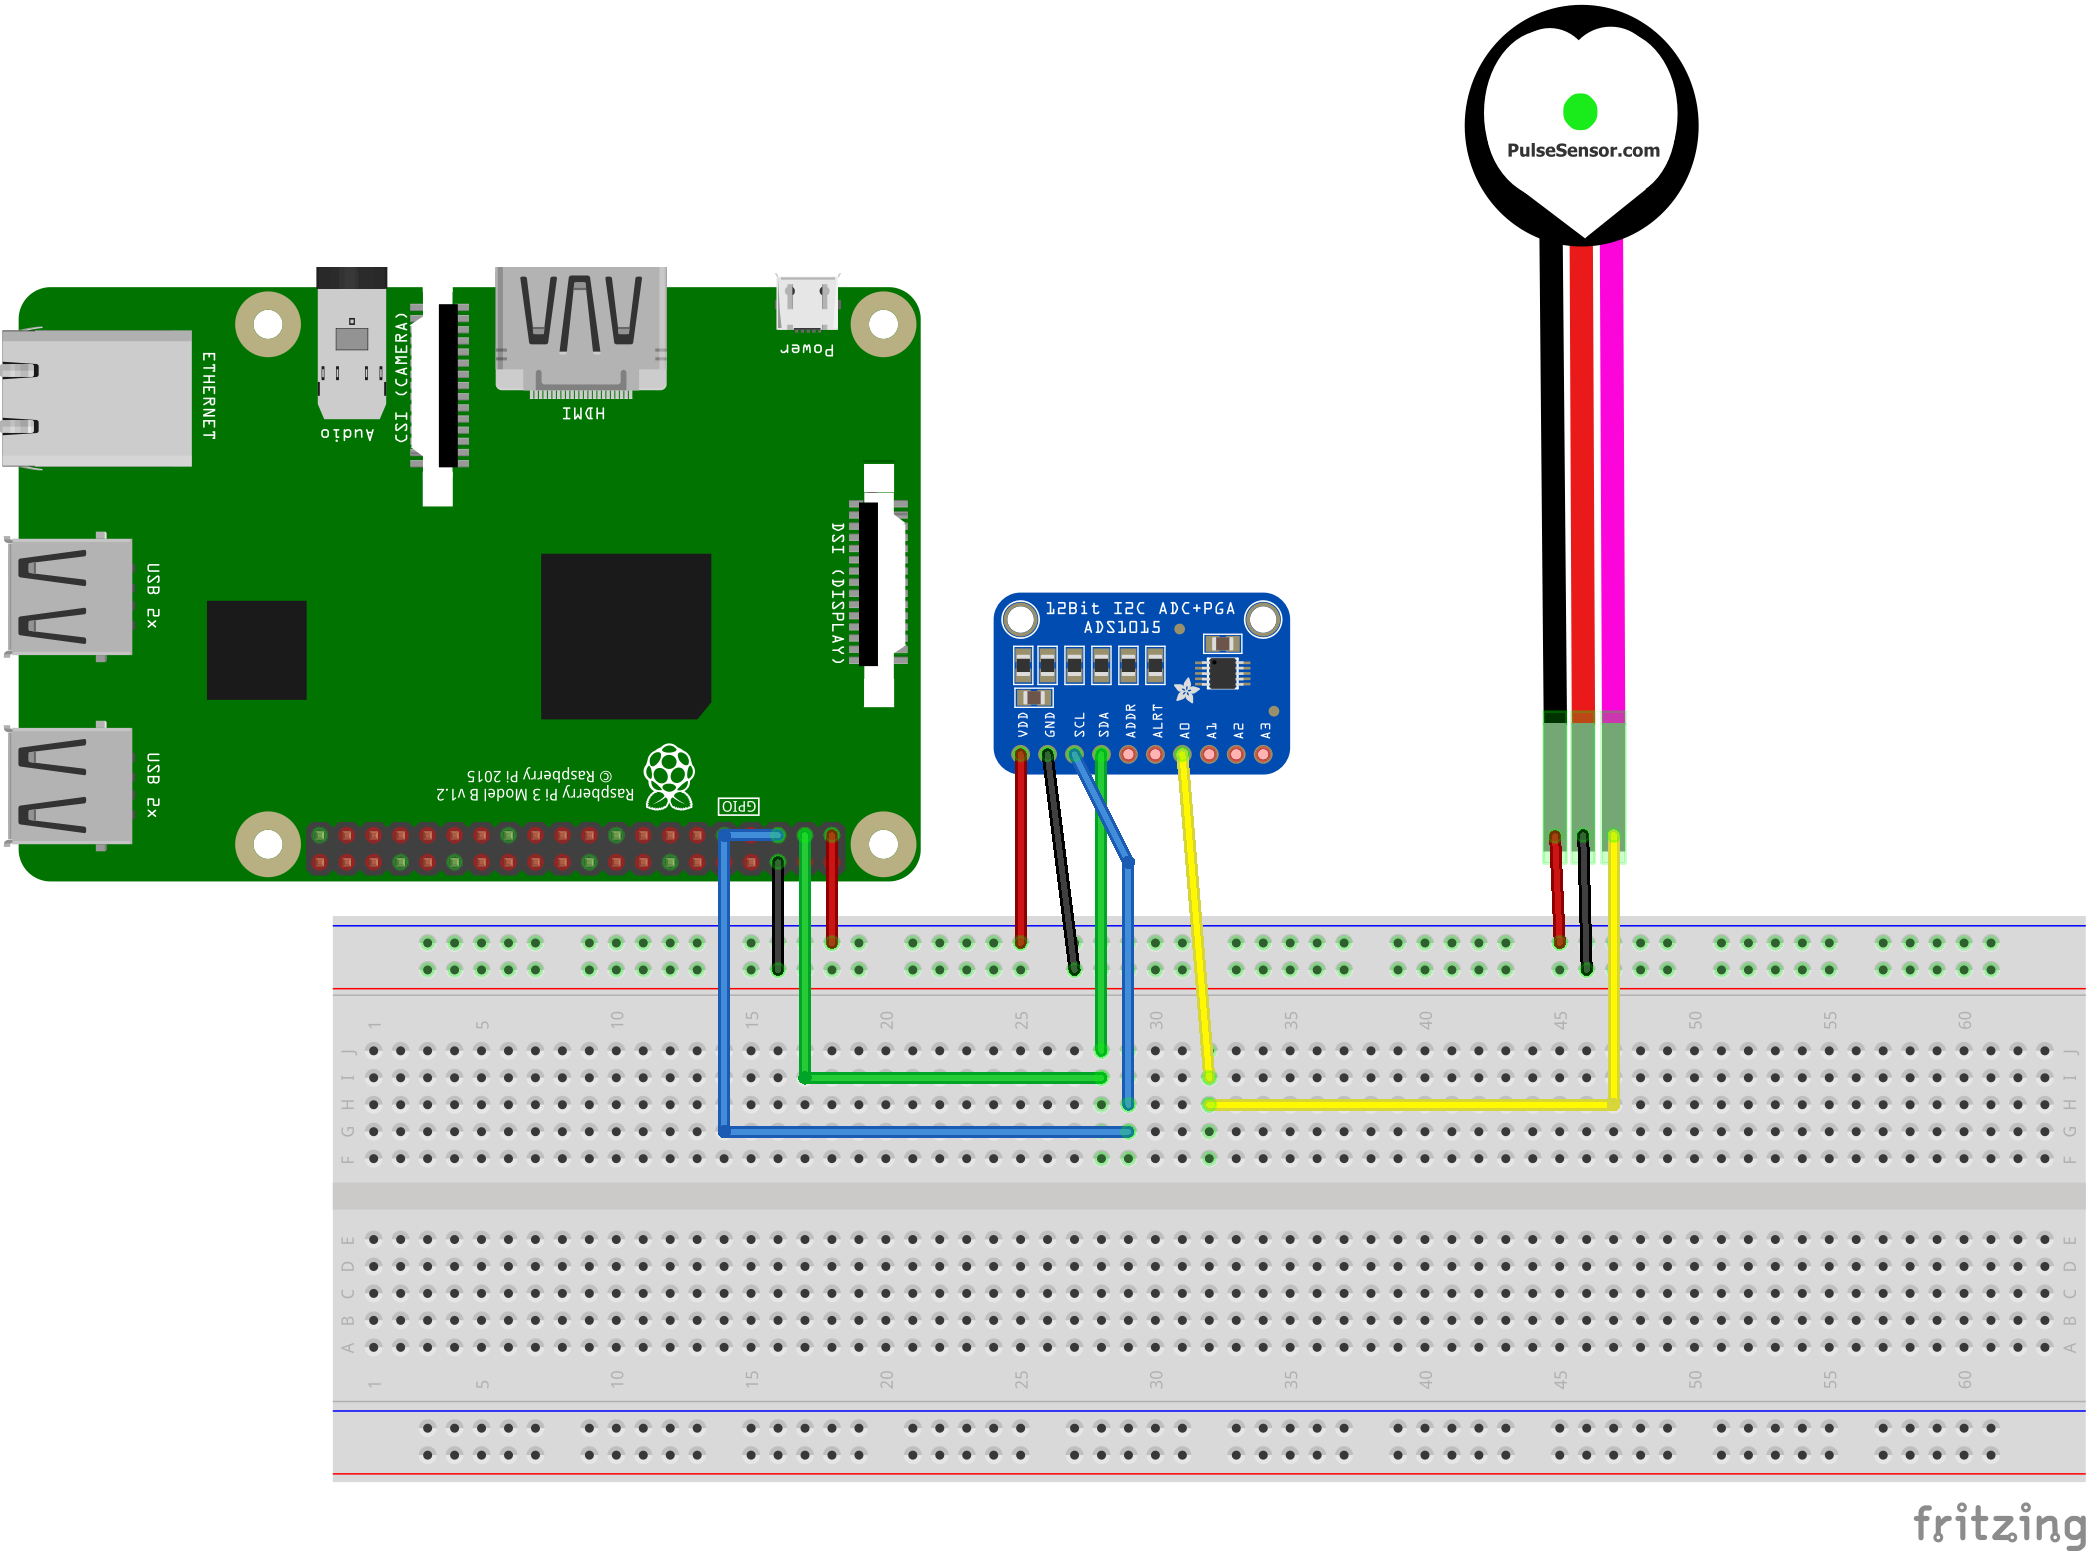 PulseSensor.com
ETHERNET
Audio
CSI (CAMERA)
HDMI
Power
DSI (DISPLAY)
USB 2x
USB 2x
© Raspberry Pi 2015
Raspberry Pi 3 Model B v1.2
GPIO
12Bit I2C ADC+PGA
ADS1015
VDD GND SCL SDA ADDR ALRT A0 A1 A2 A3
1 5 10 15 20 25 30 35 40 45 50 55 60
J J
I I
H H
G G
F F
E E
D D
C C
B B
A A
1 5 10 15 20 25 30 35 40 45 50 55 60
fritzing